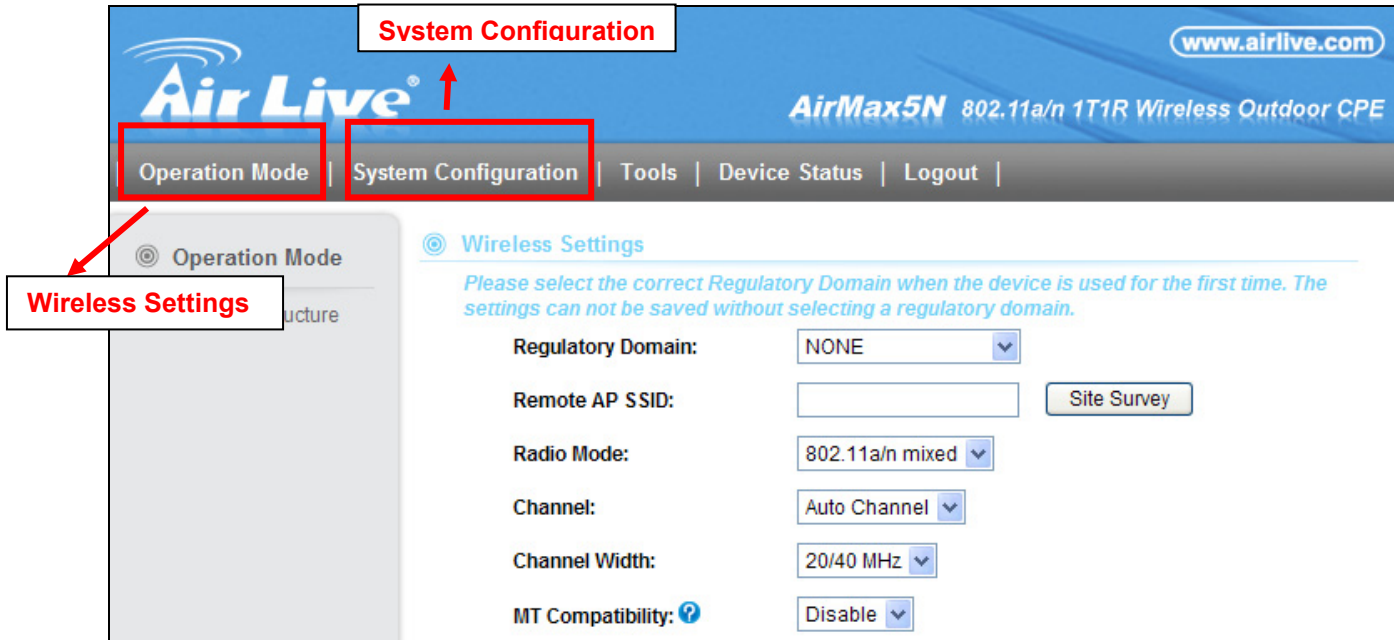 System Configuration
www.airlive.com
Air Live®
AirMax5N 802.11a/n 1T1R Wireless Outdoor CPE
Operation Mode | System Configuration | Tools | Device Status | Logout |
Operation Mode
Wireless Settings
ucture
Wireless Settings
Please select the correct Regulatory Domain when the device is used for the first time. The
settings can not be saved without selecting a regulatory domain.
Regulatory Domain: NONE
Remote AP SSID: Site Survey
Radio Mode: 802.11a/n mixed
Channel: Auto Channel
Channel Width: 20/40 MHz
MT Compatibility: ? Disable